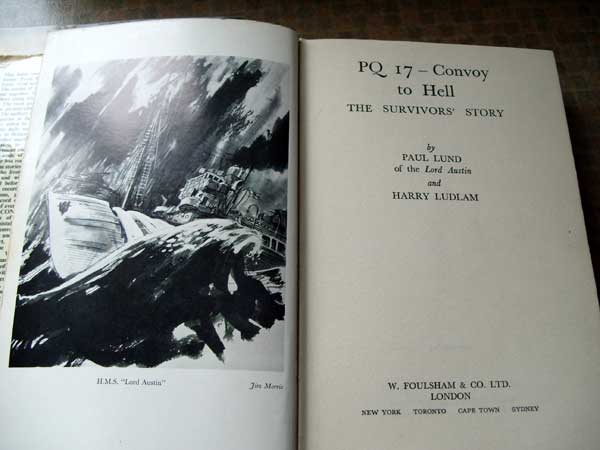 H.M.S. "Lord Austin"
Jim Morris
PQ 17 – Convoy
to Hell
THE SURVIVORS' STORY
by
PAUL LUND
of the Lord Austin
and
HARRY LUDLAM
W. FOULSHAM & CO. LTD.
LONDON
NEW YORK TORONTO CAPE TOWN SYDNEY